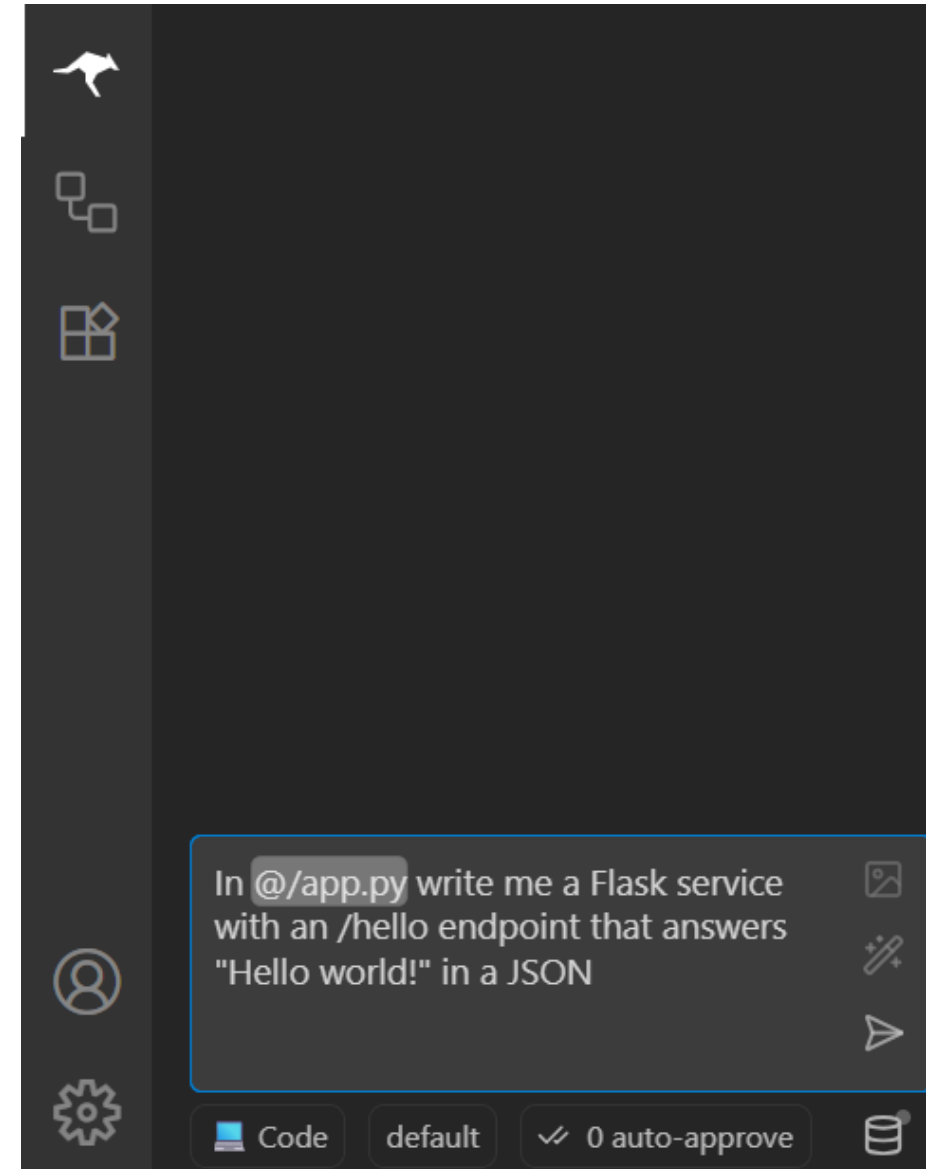 In @/app.py write me a Flask service
with an /hello endpoint that answers
"Hello world!" in a JSON
Code default 0 auto-approve